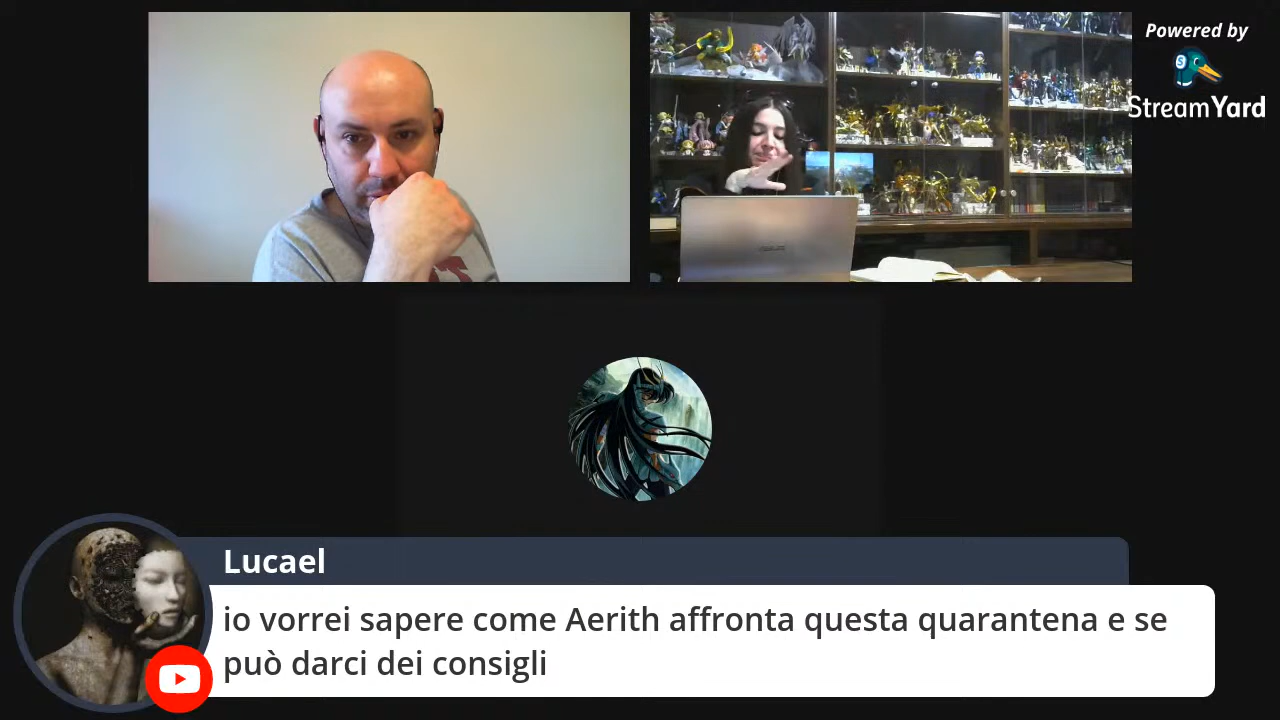 Powered by
StreamYard
Lucael
io vorrei sapere come Aerith affronta questa quarantena e se
può darci dei consigli